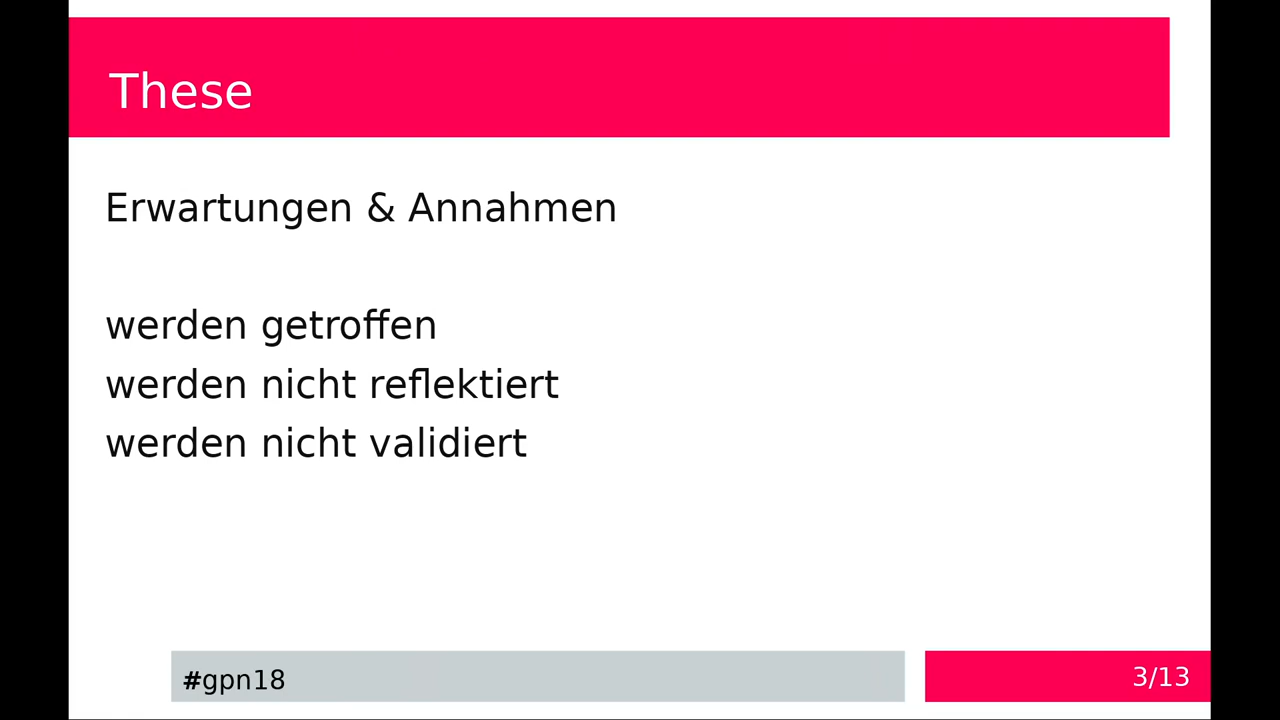 These
Erwartungen & Annahmen
werden getroffen
werden nicht reflektiert
werden nicht validiert
#gpn18
3/13